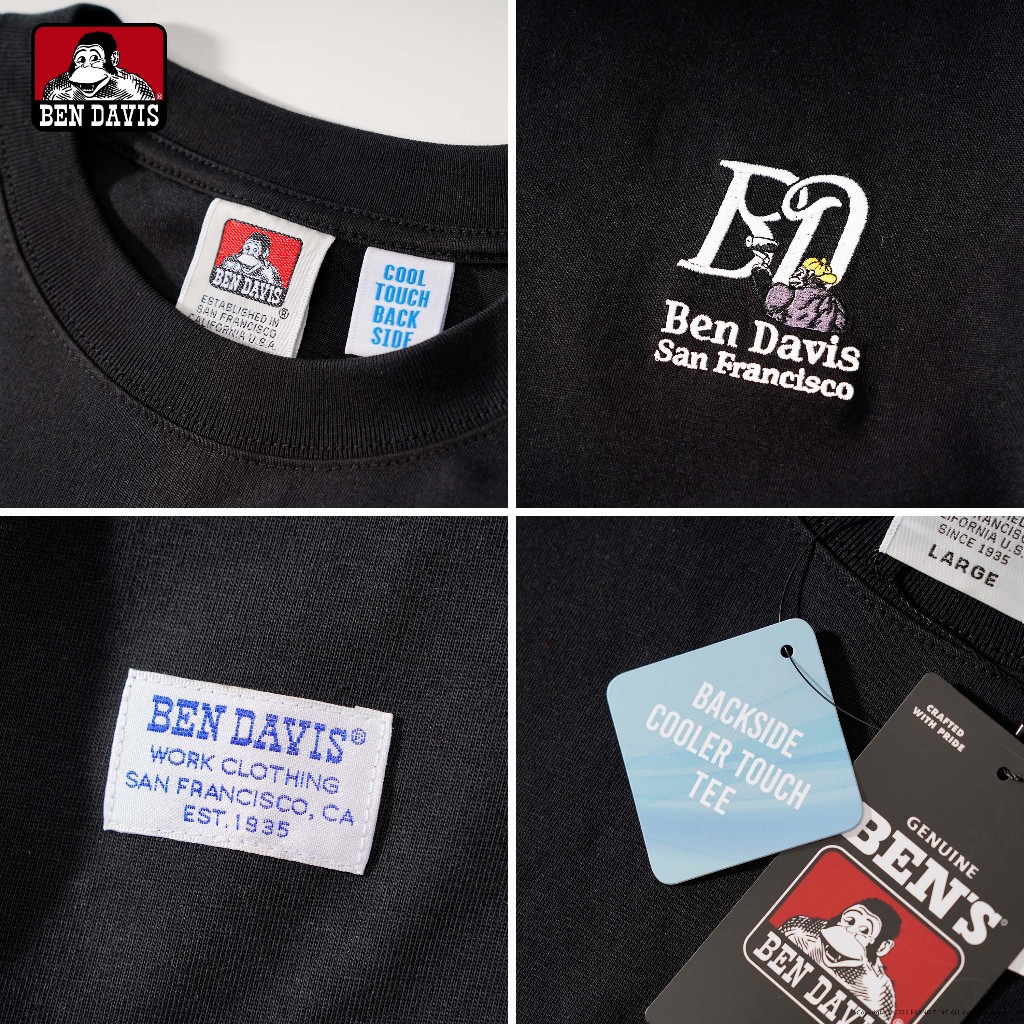 BEN DAVIS
BEN DAVIS
®
ESTABLISHED IN
SAN FRANCISCO
CALIFORNIA U.S.A.
COOL
TOUCH
BACK
SIDE
BD
Ben Davis
San Francisco
BEN DAVIS®
WORK CLOTHING
SAN FRANCISCO, CA
EST.1935
SINCE 1935
LARGE
BACKSIDE
COOLER TOUCH
TEE
CRAFTED
WITH PRIDE
GENUINE
BEN'S
BEN DAVIS